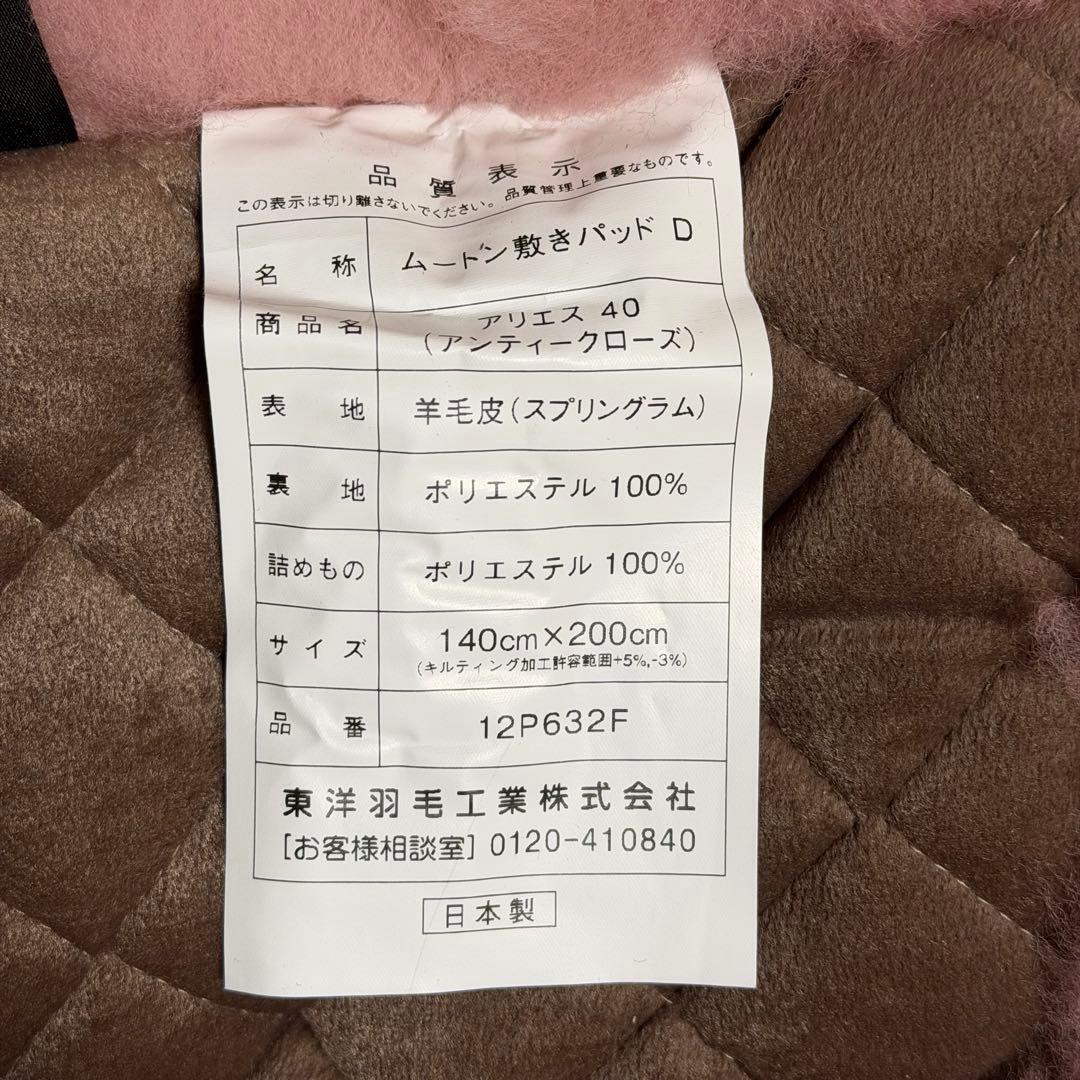 品質表示
この表示は切り離さないでください。品質管理上重要なものです。
名称 ムートン敷きパッド D
商品名 アリエス 40
(アンティークローズ)
表地 羊毛皮(スプリングラム)
裏地 ポリエステル 100%
詰めもの ポリエステル 100%
サイズ 140cm×200cm
(キルティング加工許容範囲+5%,-3%)
品番 12P632F
東洋羽毛工業株式会社
[お客様相談室] 0120-410840
日本製